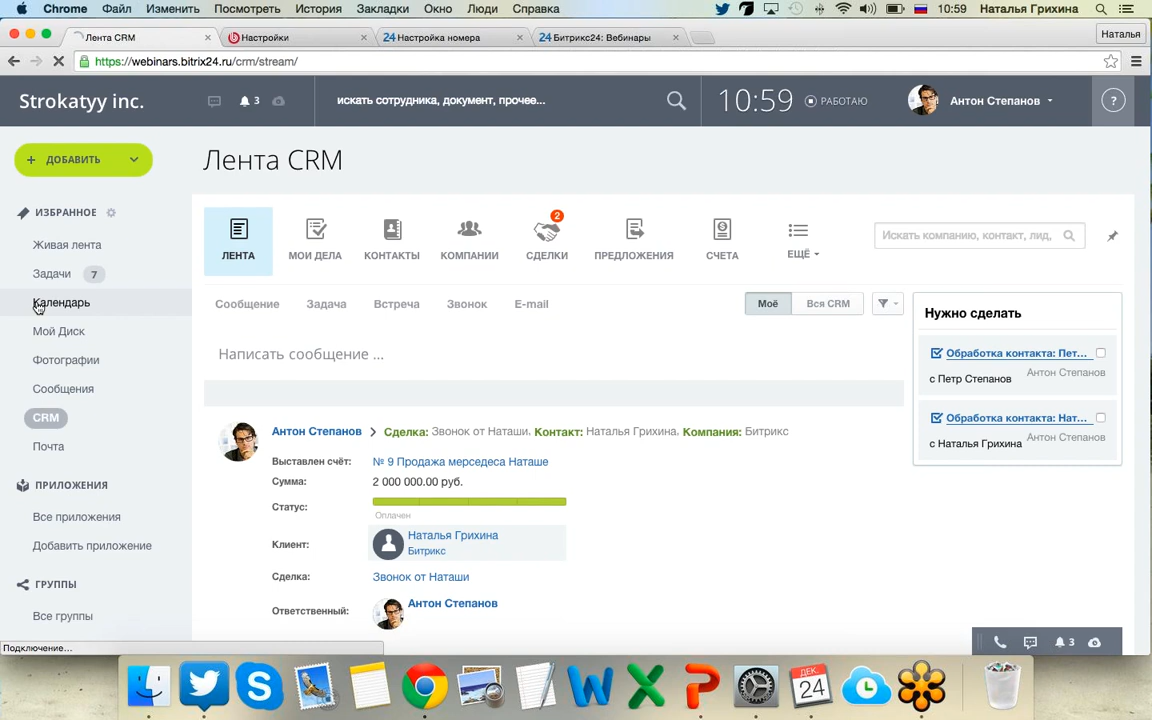 Chrome Файл Изменить Посмотреть История Закладки Окно Люди Справка 10:59 Наталья Грихина
Лента CRM × Настройки × 24 Настройка номера × 24 Битрикс24: Вебинары × Наталья
https://webinars.bitrix24.ru/crm/stream/
Strokatyy inc. 3 искать сотрудника, документ, прочее... 10:59 РАБОТАЮ Антон Степанов ?
+ ДОБАВИТЬ
Лента CRM
ИЗБРАННОЕ
Живая лента
Задачи 7
Календарь
Мой Диск
Фотографии
Сообщения
CRM
Почта
ПРИЛОЖЕНИЯ
Все приложения
Добавить приложение
ГРУППЫ
Все группы
ЛЕНТА МОИ ДЕЛА КОНТАКТЫ КОМПАНИИ 2 СДЕЛКИ ПРЕДЛОЖЕНИЯ СЧЕТА ЕЩЁ
Искать компанию, контакт, лид,
Сообщение Задача Встреча Звонок E-mail Моё Вся CRM
Написать сообщение ...
Антон Степанов > Сделка: Звонок от Наташи. Контакт: Наталья Грихина. Компания: Битрикс
Выставлен счёт: № 9 Продажа мерседеса Наташе
Сумма: 2 000 000.00 руб.
Статус:
Оплачен
Клиент: Наталья Грихина
Битрикс
Сделка: Звонок от Наташи
Ответственный: Антон Степанов
Нужно сделать
Обработка контакта: Пет...
Антон Степанов
с Петр Степанов
Обработка контакта: Нат...
Антон Степанов
с Наталья Грихина
3
Подключение...
ДЕК
24